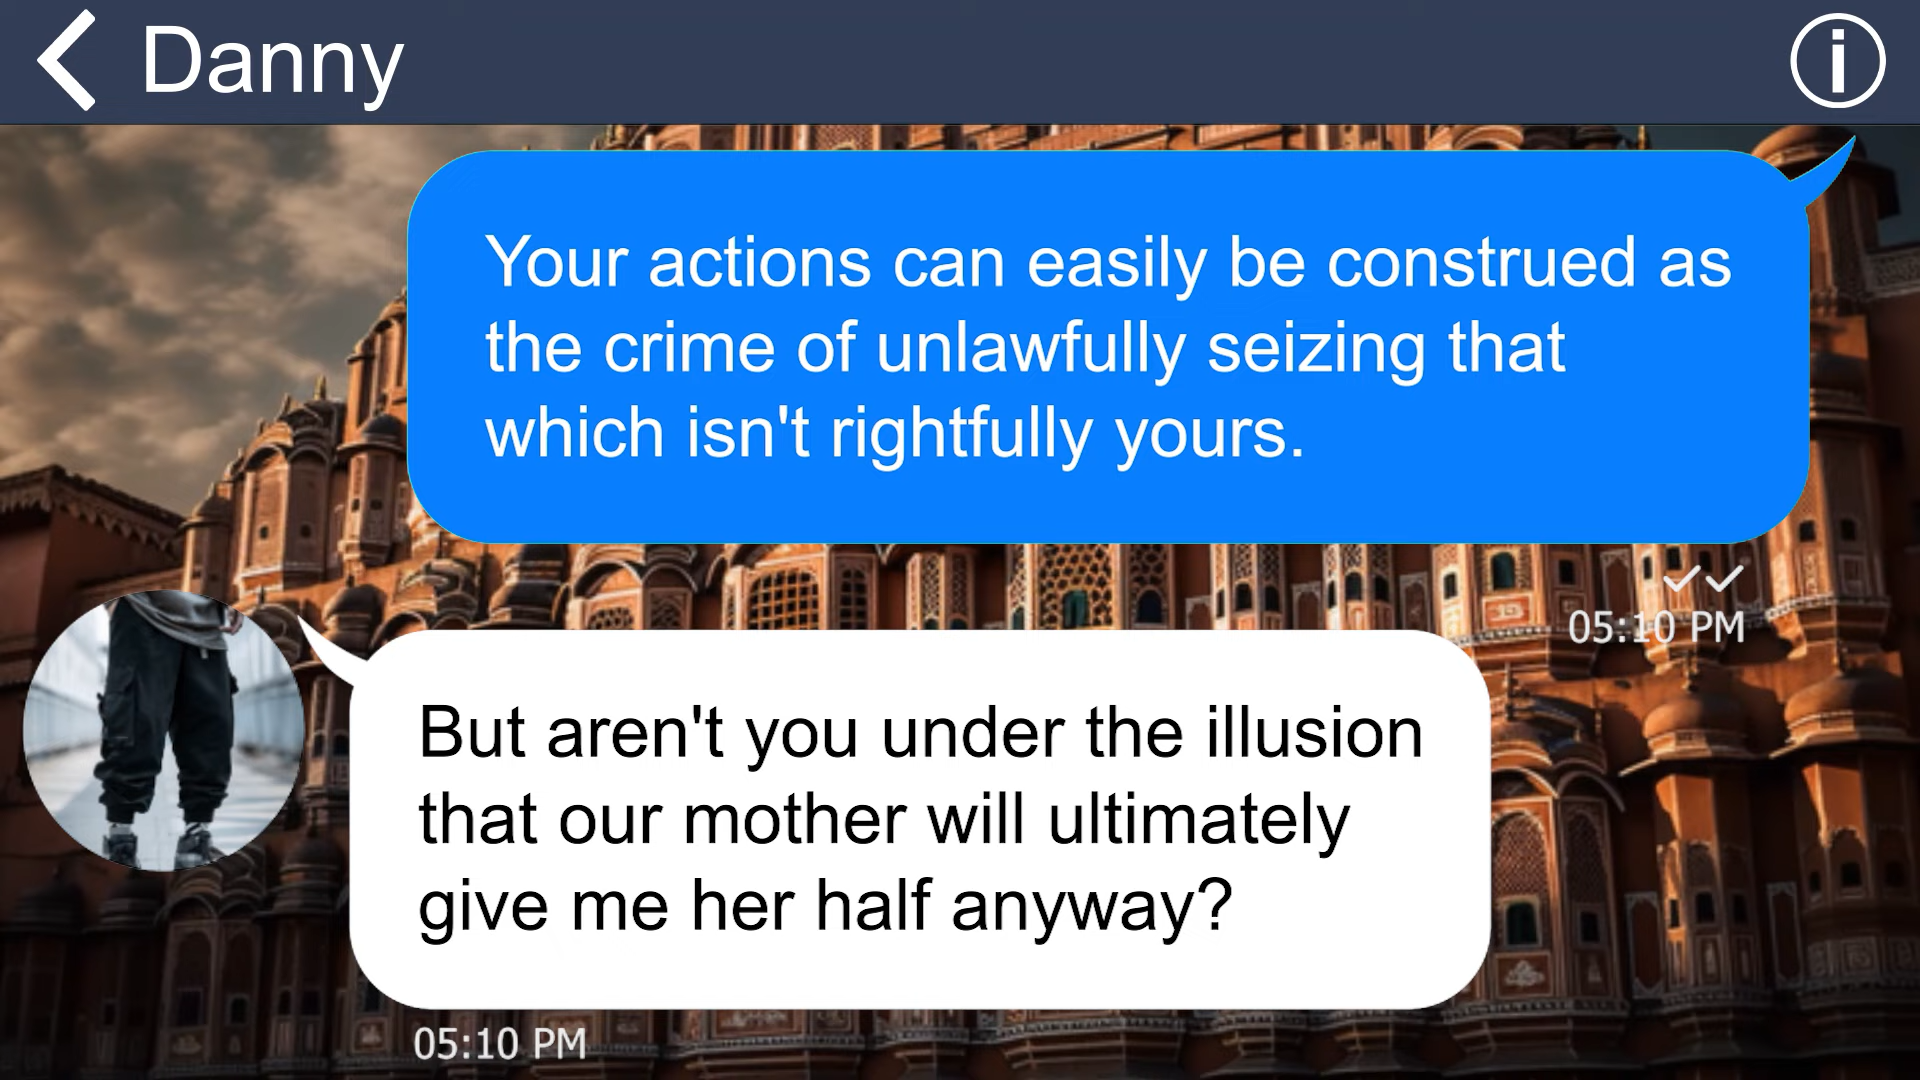 Danny
Your actions can easily be construed as
the crime of unlawfully seizing that
which isn't rightfully yours.
05:10 PM
But aren't you under the illusion
that our mother will ultimately
give me her half anyway?
05:10 PM